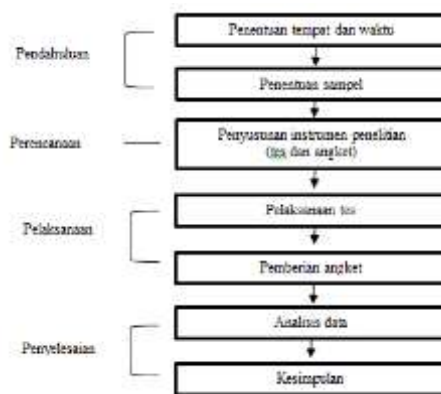 Penentuan tempat dan waktu
Pendahuluan
Penentuan sampel
Penyusunan instrumen penelitian
Perencanaan
(tes dan angket)
Pelaksanaan tes
Pelaksanaan
Pemberian angket
Analisis data
Penyelesaian
Kesimpulan